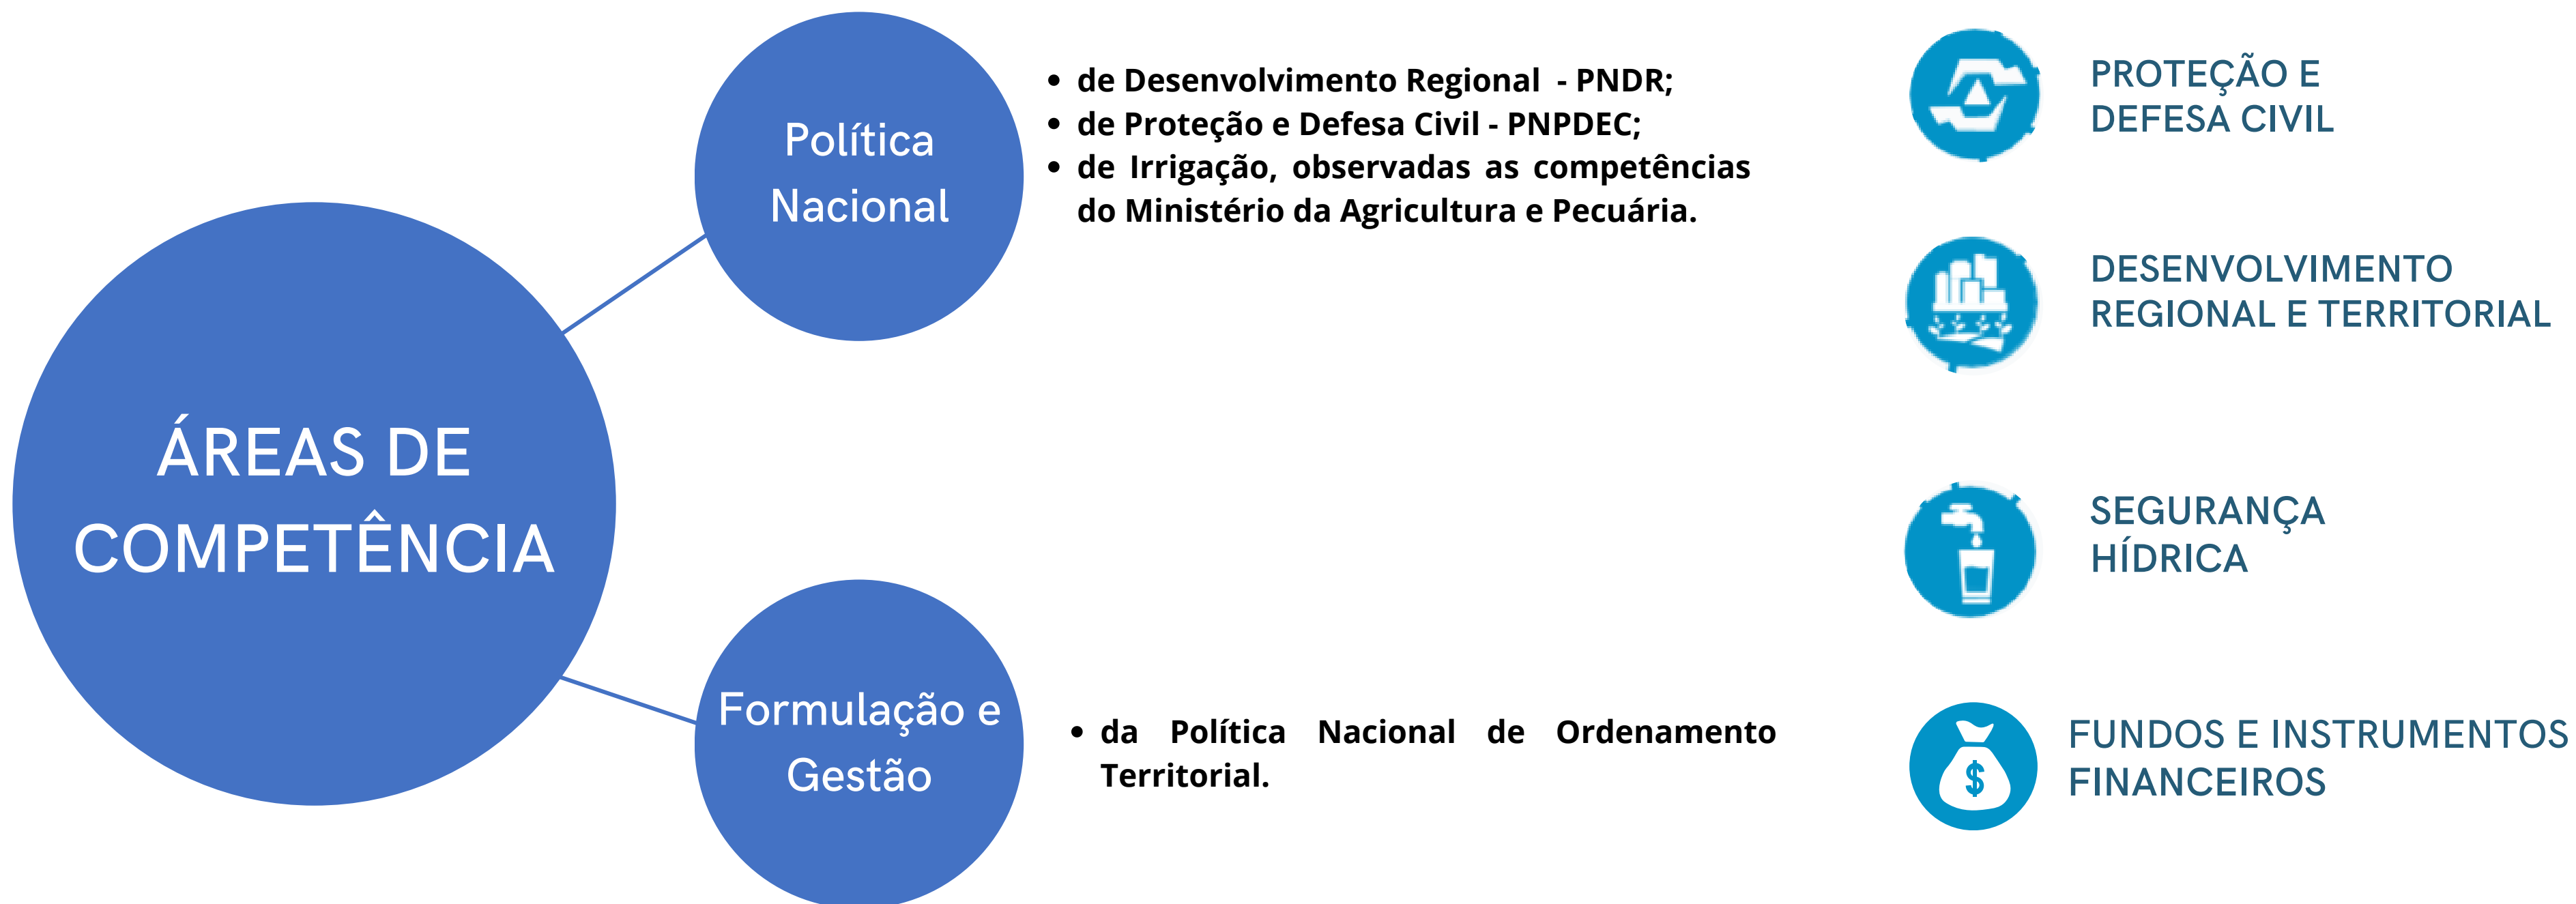 ÁREAS DE
COMPETÊNCIA
Política
Nacional
• de Desenvolvimento Regional - PNDR;
• de Proteção e Defesa Civil - PNPDEC;
• de Irrigação, observadas as competências
do Ministério da Agricultura e Pecuária.
Formulação e
Gestão
• da Política Nacional de Ordenamento
Territorial.
PROTEÇÃO E
DEFESA CIVIL
DESENVOLVIMENTO
REGIONAL E TERRITORIAL
SEGURANÇA
HÍDRICA
$
FUNDOS E INSTRUMENTOS
FINANCEIROS